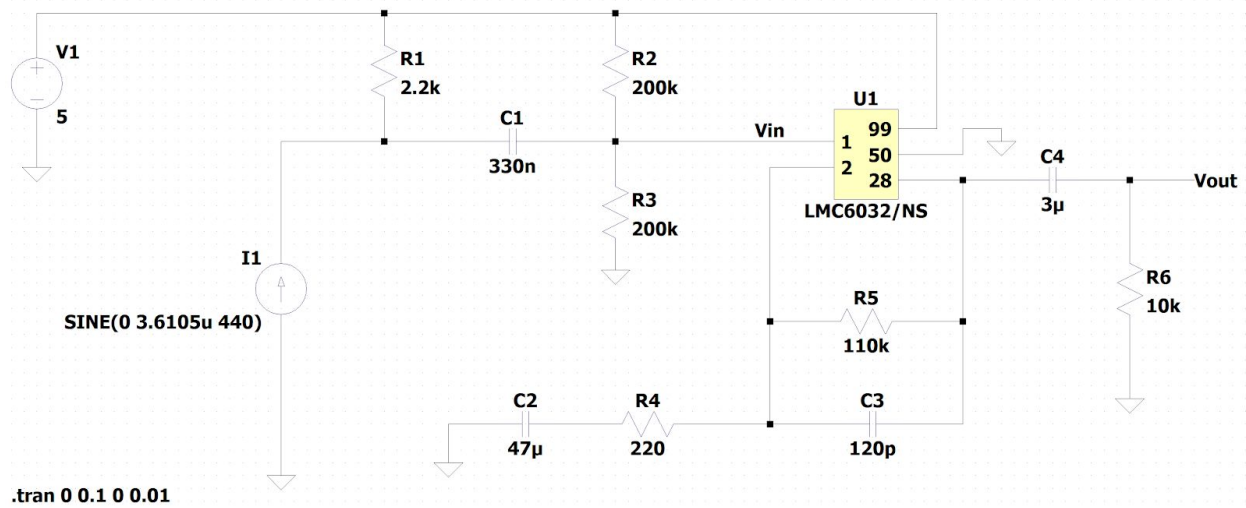 V1
5
R1
2.2k
R2
200k
C1
330n
Vin
U1
99
1
50
2
28
LMC6032/NS
C4
3µ
Vout
R3
200k
I1
SINE(0 3.6105u 440)
R5
110k
R6
10k
C2
47µ
R4
220
C3
120p
.tran 0 0.1 0 0.01